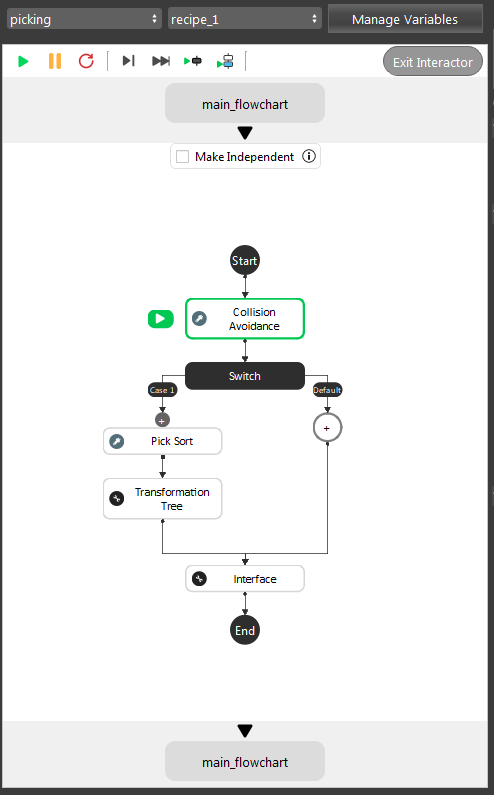 picking
recipe_1
Manage Variables
Exit Interactor
main_flowchart
Make Independent
Start
Collision
Avoidance
Switch
Case 1
Default
+
+
Pick Sort
Transformation
Tree
Interface
End
main_flowchart